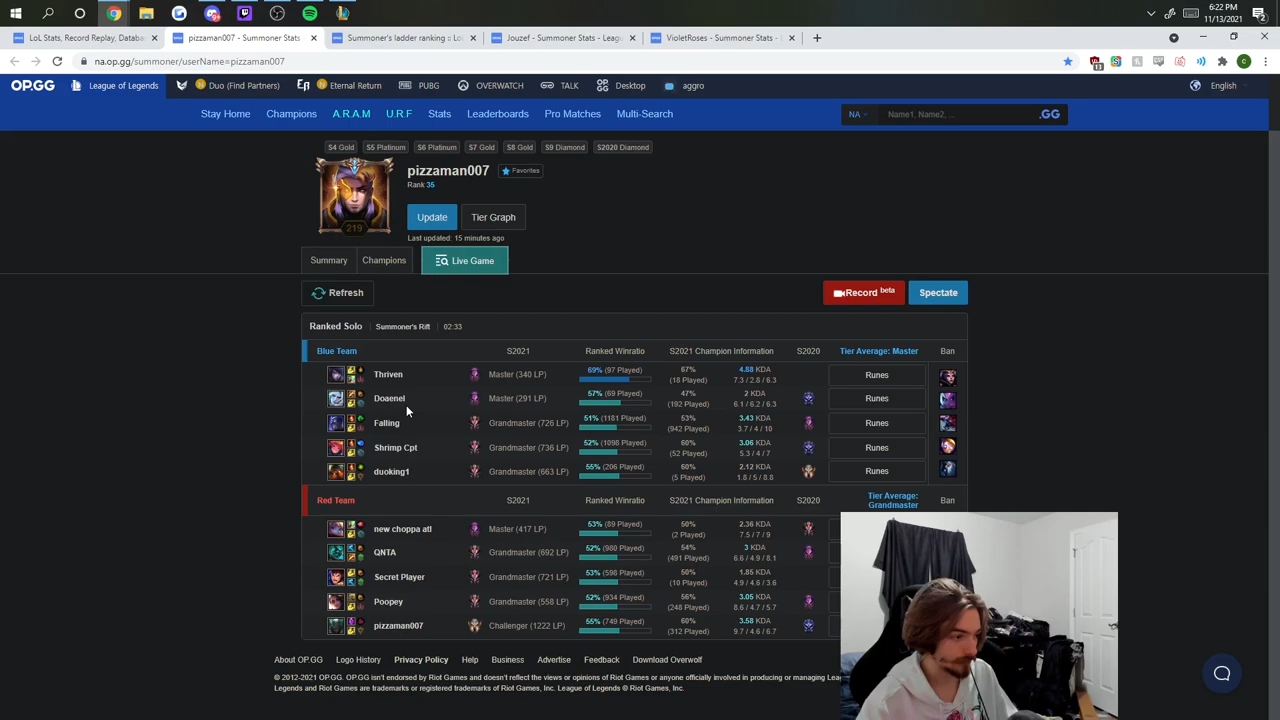 6:22 PM
11/13/2021
LoL Stats, Record Replay, Databa
pizzaman007 - Summoner Stats
Summoner's ladder ranking :: Lo
Jouzef - Summoner Stats - Leagu
VioletRoses - Summoner Stats -
na.op.gg/summoner/userName=pizzaman007
OP.GG League of Legends Duo (Find Partners) Eternal Return PUBG OVERWATCH TALK Desktop aggro English
Stay Home Champions A.R.A.M U.R.F Stats Leaderboards Pro Matches Multi-Search NA Name1, Name2, ... .GG
S4 Gold S5 Platinum S6 Platinum S7 Gold S8 Gold S9 Diamond S2020 Diamond
pizzaman007 Favorites
Rank 35
219
Update Tier Graph
Last updated: 15 minutes ago
Summary Champions Live Game
Refresh Record beta Spectate
Ranked Solo Summoner's Rift 02:33
Blue Team S2021 Ranked Winratio S2021 Champion Information S2020 Tier Average: Master Ban
Thriven Master (340 LP) 69% (97 Played) 67% (18 Played) 4.88 KDA 7.3 / 2.8 / 6.3 Runes
Doaenel Master (291 LP) 57% (69 Played) 47% (192 Played) 2 KDA 6.1 / 6.2 / 6.3 Runes
Falling Grandmaster (726 LP) 51% (1181 Played) 53% (942 Played) 3.43 KDA 3.7 / 4 / 10 Runes
Shrimp Cpt Grandmaster (736 LP) 52% (1098 Played) 60% (52 Played) 3.06 KDA 5.3 / 4 / 7 Runes
duoking1 Grandmaster (663 LP) 55% (206 Played) 60% (5 Played) 2.12 KDA 1.8 / 5 / 8.8 Runes
Red Team S2021 Ranked Winratio S2021 Champion Information S2020 Tier Average: Grandmaster Ban
new choppa atl Master (417 LP) 53% (89 Played) 50% (2 Played) 2.36 KDA 7.5 / 7 / 9
QNTA Grandmaster (692 LP) 52% (980 Played) 54% (491 Played) 3 KDA 6.6 / 4.9 / 8.1
Secret Player Grandmaster (721 LP) 53% (598 Played) 50% (10 Played) 1.85 KDA 4.9 / 4.6 / 3.6
Poopey Grandmaster (558 LP) 52% (934 Played) 56% (248 Played) 3.05 KDA 8.6 / 4.7 / 5.7
pizzaman007 Challenger (1222 LP) 55% (749 Played) 60% (312 Played) 3.58 KDA 9.7 / 4.6 / 6.7
About OP.GG Logo History Privacy Policy Help Business Advertise Feedback Download Overwolf
© 2012-2021 OP.GG. OP.GG isn't endorsed by Riot Games and doesn't reflect the views or opinions of Riot Games or anyone officially involved in producing or managing Lea
Legends and Riot Games are trademarks or registered trademarks of Riot Games, Inc. League of Legends © Riot Games, Inc.